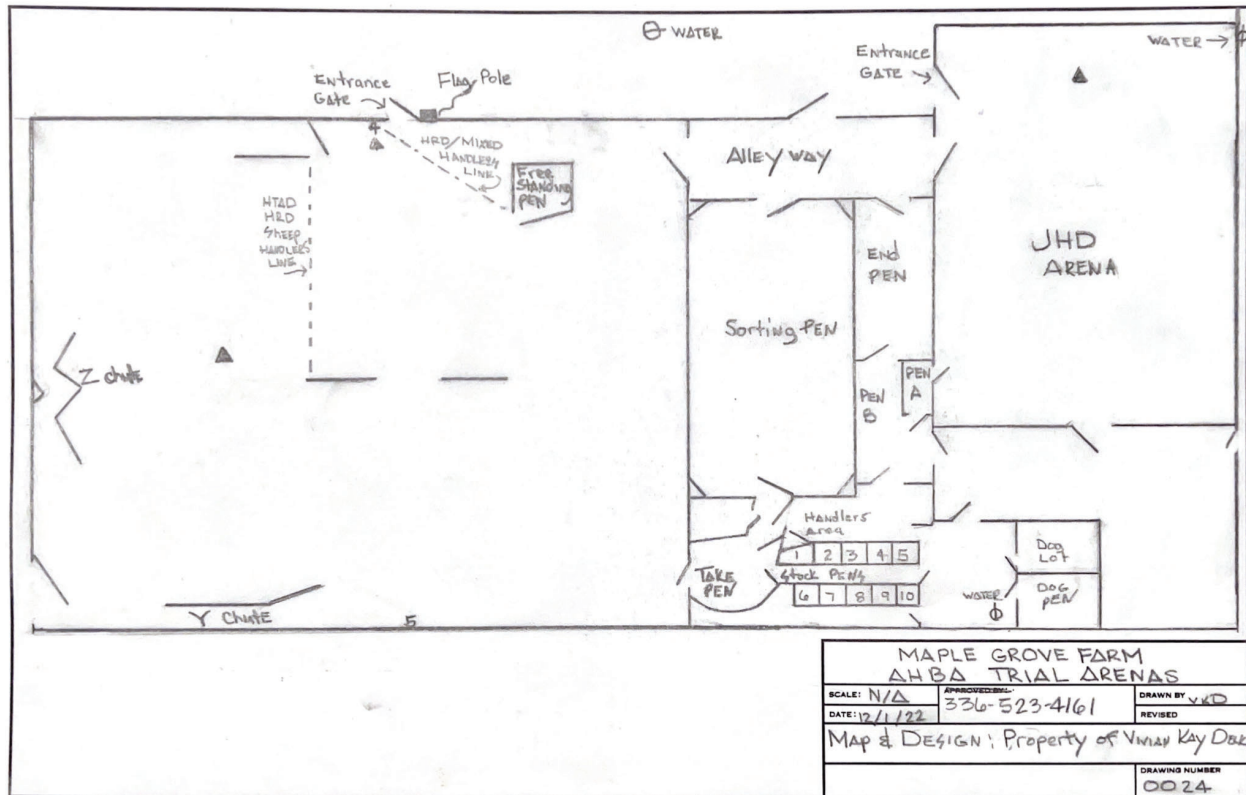 WATER
WATER
Entrance
GATE
Entrance
GATE
Flag Pole
4
HRD/MIXED
HANDLERS
LINE
Free
STANDING
PEN
Alley way
HTAD
HRD
Sheep
HANDLERS
LINE
End
PEN
JHD
ARENA
Sorting PEN
Z chute
PEN
A
PEN
B
Handlers
Area
1 2 3 4 5
Stock PENS
6 7 8 9 10
TAKE
PEN
Dog
LOT
DOG
PEN
WATER
Y Chute
5
MAPLE GROVE FARM
AHBA TRIAL ARENAS
SCALE: N/A
APPROVED BY:
336-523-4161
DRAWN BY VKD
DATE: 12/1/22
REVISED
MAP & DESIGN: Property of VIVIAN KAY
DRAWING NUMBER
0024